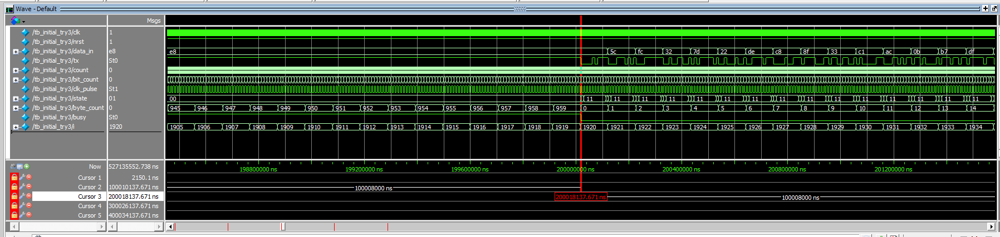 Wave - Default
Msgs
/tb_initial_try3/clk 1
/tb_initial_try3/nrst 1
/tb_initial_try3/data_in e8 e8 5c fc 32 7d 22 de c8 8f 33 c1 ac 0b b7 df
/tb_initial_try3/tx St0
/tb_initial_try3/count 0
/tb_initial_try3/bit_count 0
/tb_initial_try3/clk_pulse St1
/tb_initial_try3/state 01 00 11 11 11 11 11 11 11 11 11 11 11 11 11 11 11
/tb_initial_try3/byte_count 0 945 946 947 948 949 950 951 952 953 954 955 956 957 958 959 0 1 2 3 4 5 6 7 8 9 10 11 12 13 14
/tb_initial_try3/busy St0
/tb_initial_try3/i 1920 1905 1906 1907 1908 1909 1910 1911 1912 1913 1914 1915 1916 1917 1918 1919 1920 1921 1922 1923 1924 1925 1926 1927 1928 1929 1930 1931 1932 1933 1934
Now 527135552.738 ns 198800000 ns 199200000 ns 199600000 ns 200000000 ns 200400000 ns 200800000 ns 201200000 ns
Cursor 1 2150.1 ns
Cursor 2 100010137.671 ns 100008000 ns
Cursor 3 200018137.671 ns 200018137.671 ns 100008000 ns
Cursor 4 300026137.671 ns
Cursor 5 400034137.671 ns